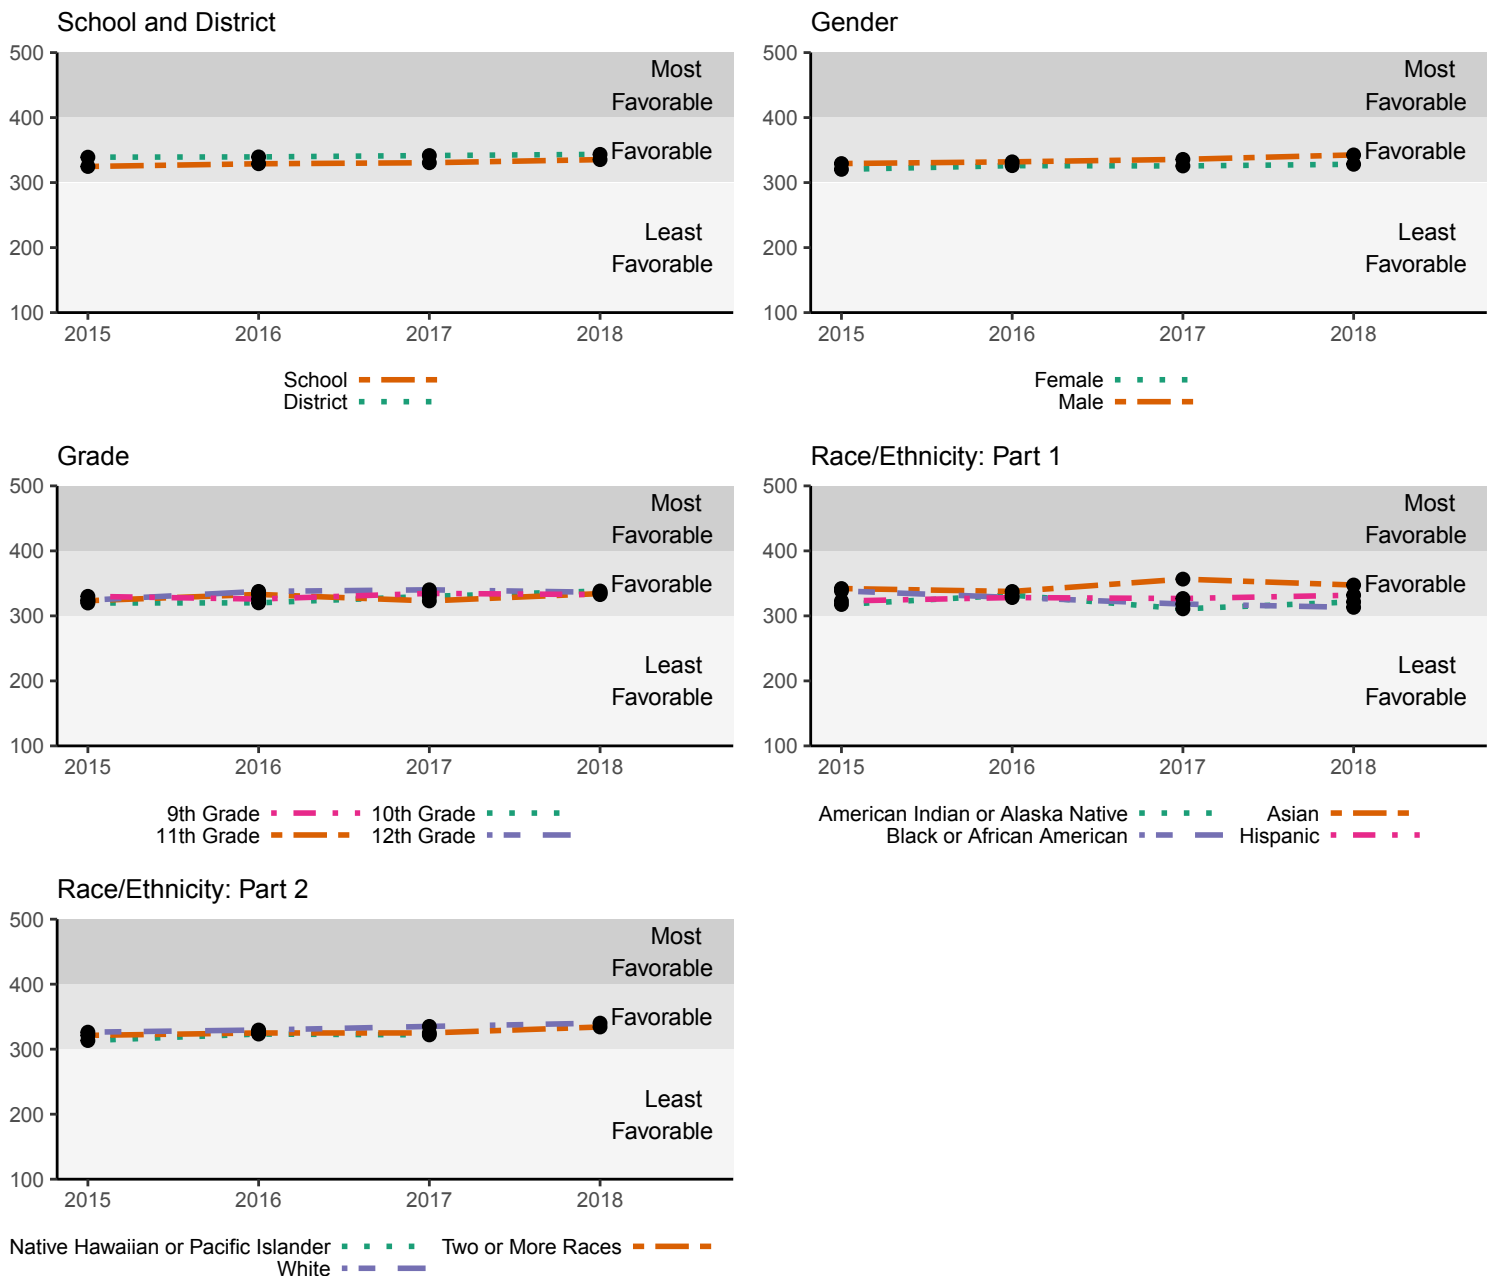 School and District
500
400
300
200
100
Most
Favorable
Favorable
Least
Favorable
2015 2016 2017 2018
School
District
Gender
500
400
300
200
100
Most
Favorable
Favorable
Least
Favorable
2015 2016 2017 2018
Female
Male
Grade
500
400
300
200
100
Most
Favorable
Favorable
Least
Favorable
2015 2016 2017 2018
9th Grade 10th Grade
11th Grade 12th Grade
Race/Ethnicity: Part 1
500
400
300
200
100
Most
Favorable
Favorable
Least
Favorable
2015 2016 2017 2018
American Indian or Alaska Native Asian
Black or African American Hispanic
Race/Ethnicity: Part 2
500
400
300
200
100
Most
Favorable
Favorable
Least
Favorable
2015 2016 2017 2018
Native Hawaiian or Pacific Islander Two or More Races
White